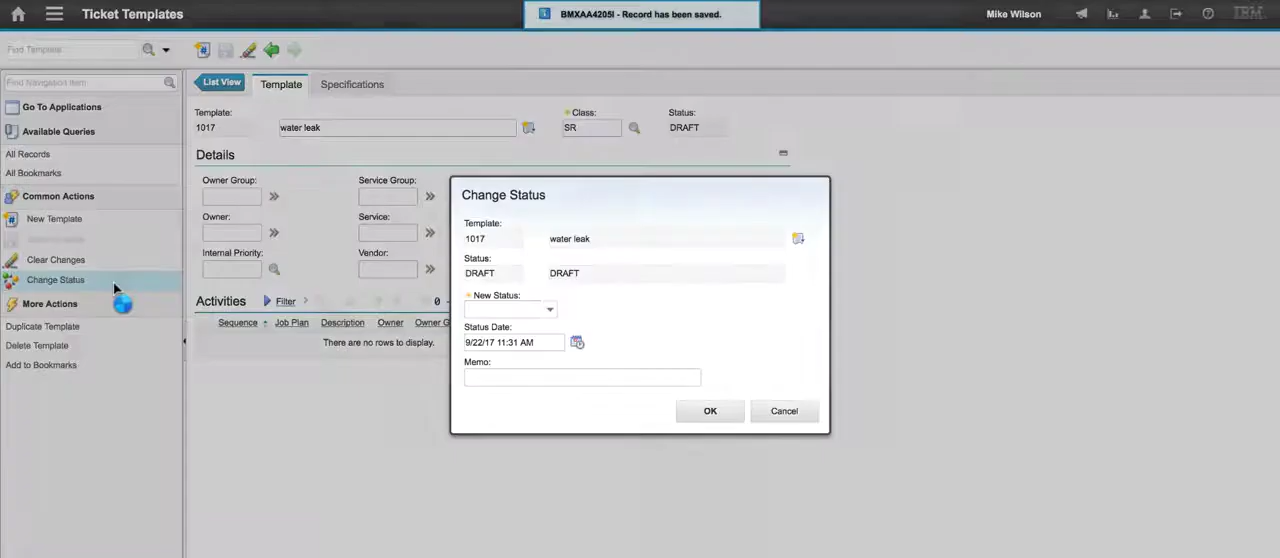 Ticket Templates
BMXAA4205I - Record has been saved.
Mike Wilson
IBM
Find Template
Find Navigation Item
Go To Applications
Available Queries
All Records
All Bookmarks
Common Actions
New Template
Clear Changes
Change Status
More Actions
Duplicate Template
Delete Template
Add to Bookmarks
List View
Template
Specifications
Template:
1017
water leak
* Class:
SR
Status:
DRAFT
Details
Owner Group:
Service Group:
Owner:
Service:
Internal Priority:
Vendor:
Activities
Filter
0 -
Sequence
Job Plan
Description
Owner
Owner G
There are no rows to display.
Change Status
Template:
1017
water leak
Status:
DRAFT
DRAFT
* New Status:
Status Date:
9/22/17 11:31 AM
Memo:
OK
Cancel